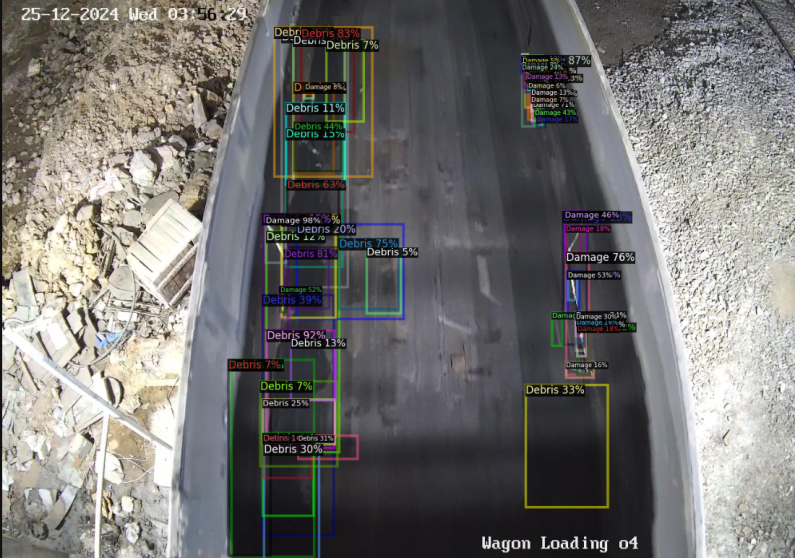 25-12-2024 Wed 03:56:29
Debris 83%
Debris 7%
87%
Damage 24%
Damage 8%
Damage 6%
Damage 13%
Debris 11%
Damage 7%
Damage 43%
Debris 44%
Debris 15%
Debris 63%
Damage 46%
Damage 98%
Damage 18%
Debris 20%
Debris 12%
Debris 75%
Debris 81%
Debris 5%
Damage 76%
Damage 53%
Damage 52%
Debris 39%
Damage 30%
Damage 18%
Debris 92%
Debris 13%
Debris 7%
Damage 16%
Debris 7%
Debris 33%
Debris 25%
Debris 31%
Debris 30%
Wagon Loading o4